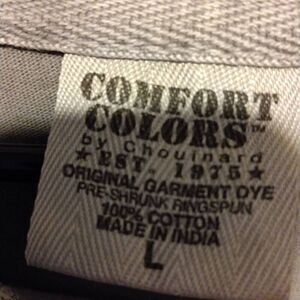 COMFORT
COLORS™
by Chouinard
★ EST. 1975 ★
ORIGINAL GARMENT DYE
PRE-SHRUNK RINGSPUN
100% COTTON
MADE IN INDIA
L